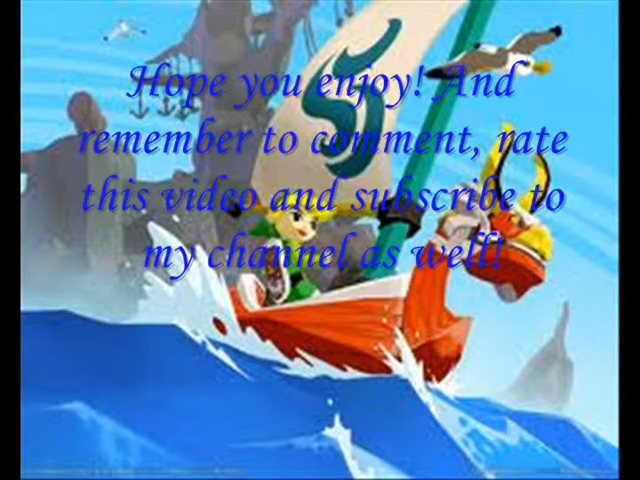 Hope you enjoy! And
remember to comment, rate
this video and subscribe to
my channel as well!